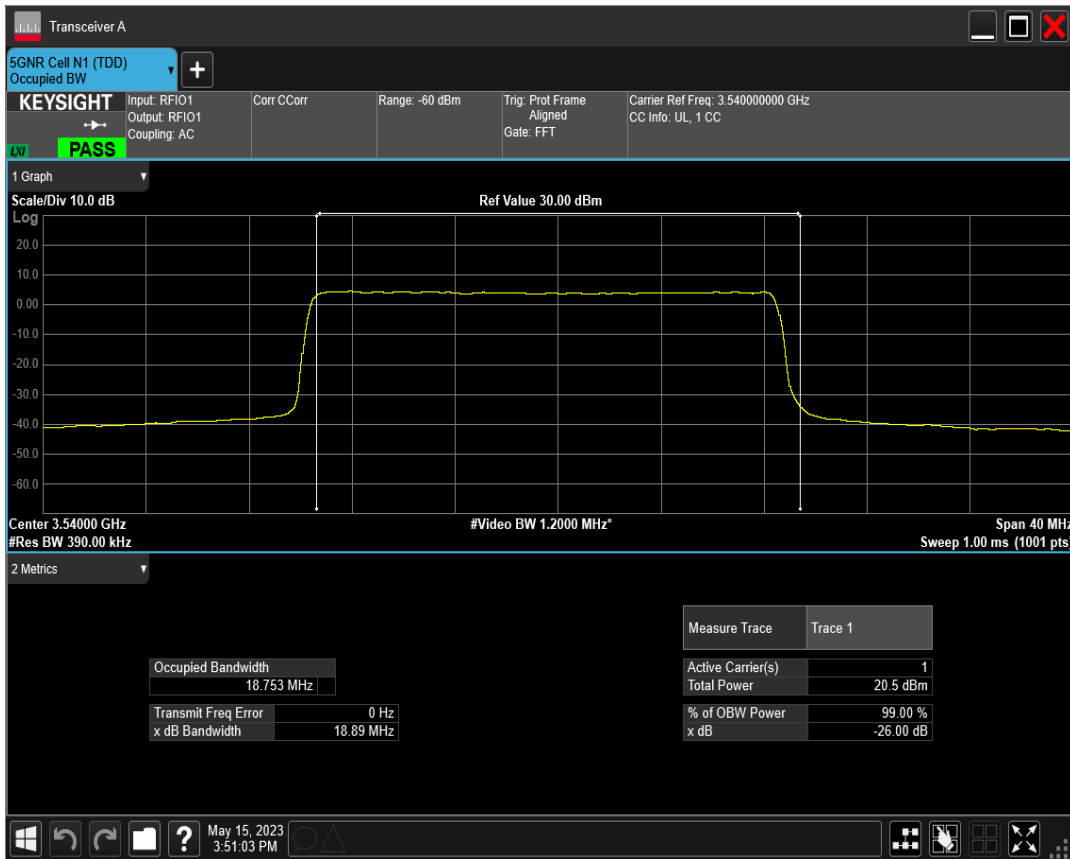 Transceiver A
5GNR Cell N1 (TDD)
Occupied BW
KEYSIGHT
LXI
PASS
Input: RFIO1
Output: RFIO1
Coupling: AC
Corr CCorr
Range: -60 dBm
Trig: Prot Frame
Aligned
Gate: FFT
Carrier Ref Freq: 3.540000000 GHz
CC Info: UL, 1 CC
1 Graph
Scale/Div 10.0 dB
Ref Value 30.00 dBm
Log
20.0
10.0
0.00
-10.0
-20.0
-30.0
-40.0
-50.0
-60.0
Center 3.54000 GHz
#Video BW 1.2000 MHz*
Span 40 MHz
#Res BW 390.00 kHz
Sweep 1.00 ms (1001 pts)
2 Metrics
Measure Trace Trace 1
Occupied Bandwidth
18.753 MHz
Active Carrier(s) 1
Total Power 20.5 dBm
Transmit Freq Error 0 Hz
x dB Bandwidth 18.89 MHz
% of OBW Power 99.00 %
x dB -26.00 dB
?
May 15, 2023
3:51:03 PM